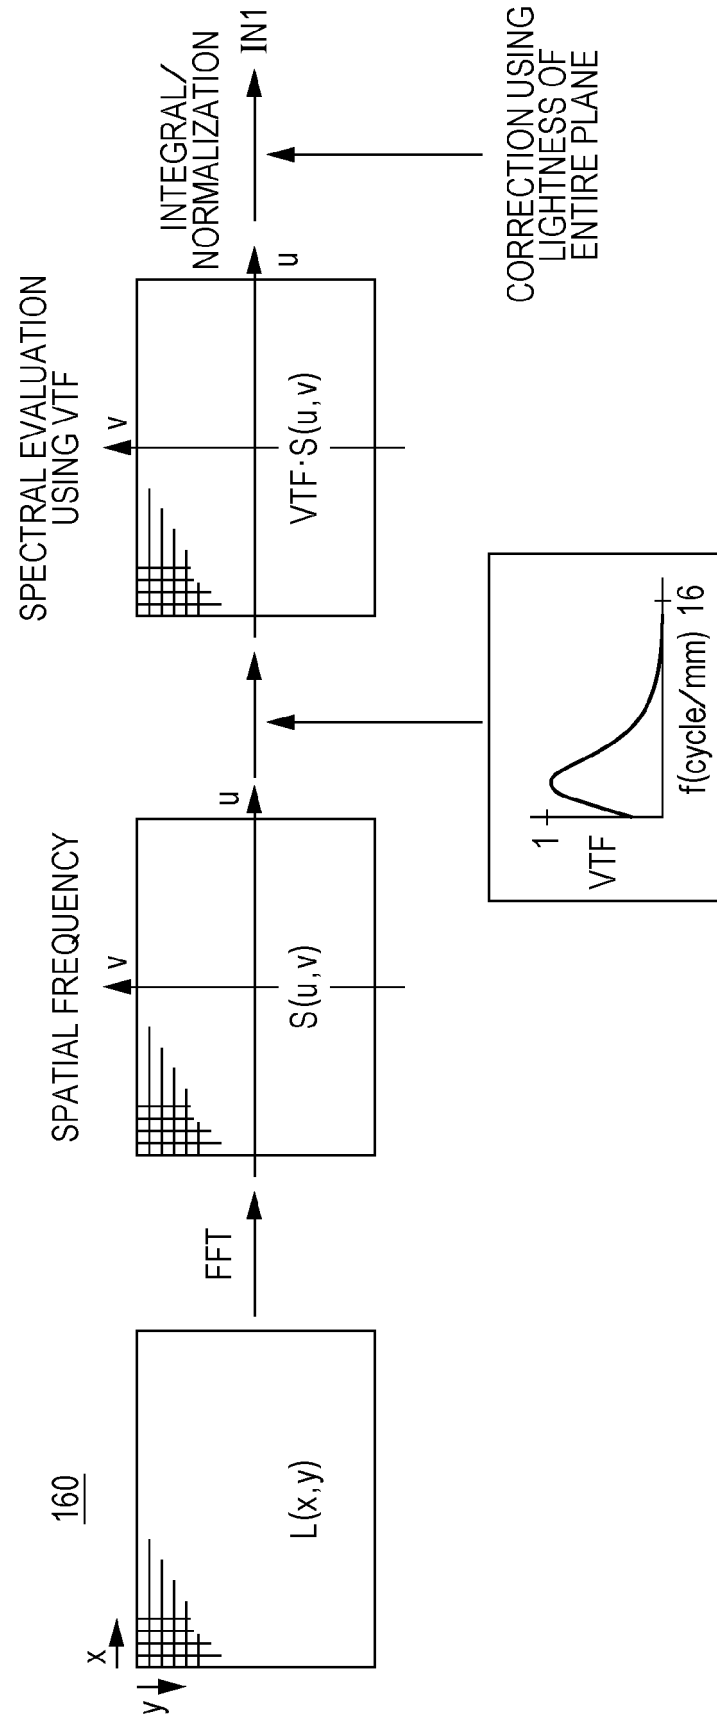 160
x
y
L(x,y)
FFT
SPATIAL FREQUENCY
v
u
S(u,v)
1
VTF
f(cycle/mm) 16
SPECTRAL EVALUATION
USING VTF
v
u
VTF·S(u,v)
INTEGRAL/
NORMALIZATION
IN1
CORRECTION USING
LIGHTNESS OF
ENTIRE PLANE